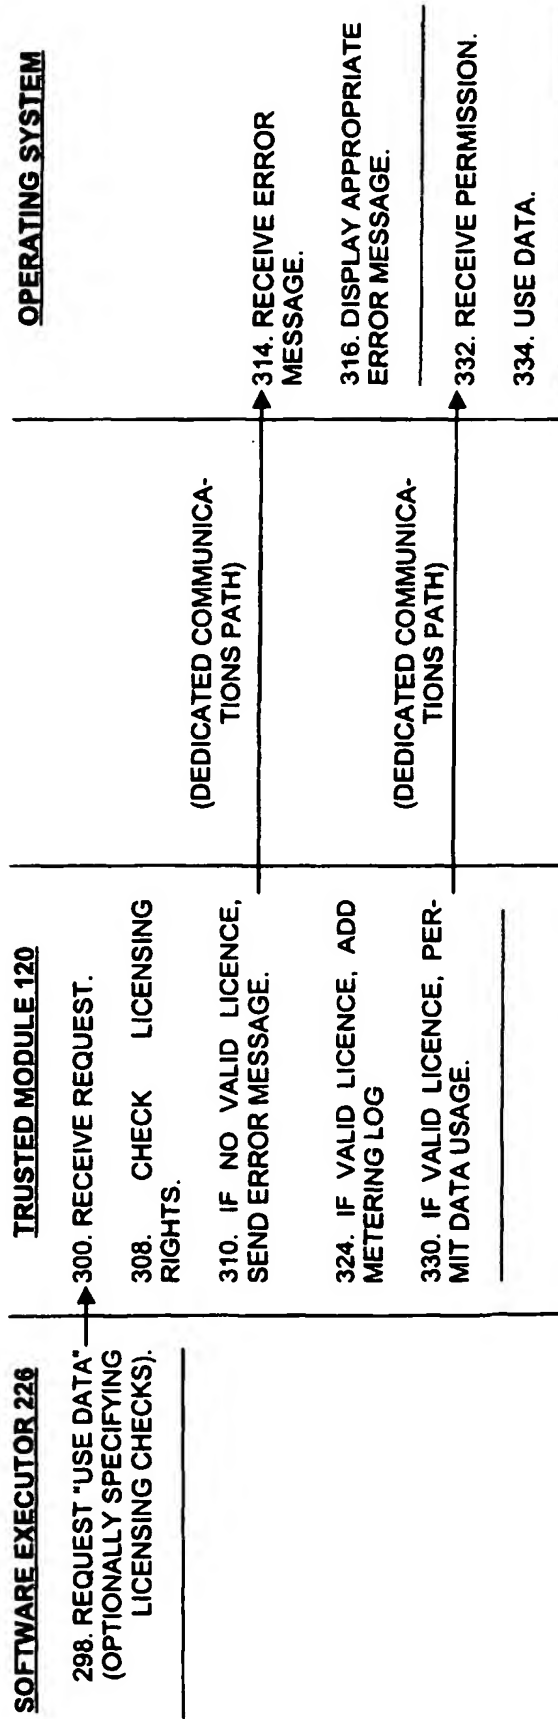 SOFTWARE EXECUTOR 226
298. REQUEST "USE DATA"
(OPTIONALLY SPECIFYING
LICENSING CHECKS).
TRUSTED MODULE 120
300. RECEIVE REQUEST.
308. CHECK LICENSING
RIGHTS.
310. IF NO VALID LICENCE,
SEND ERROR MESSAGE.
324. IF VALID LICENCE, ADD
METERING LOG
330. IF VALID LICENCE, PER-
MIT DATA USAGE.
(DEDICATED COMMUNICA-
TIONS PATH)
(DEDICATED COMMUNICA-
TIONS PATH)
OPERATING SYSTEM
314. RECEIVE ERROR
MESSAGE.
316. DISPLAY APPROPRIATE
ERROR MESSAGE.
332. RECEIVE PERMISSION.
334. USE DATA.